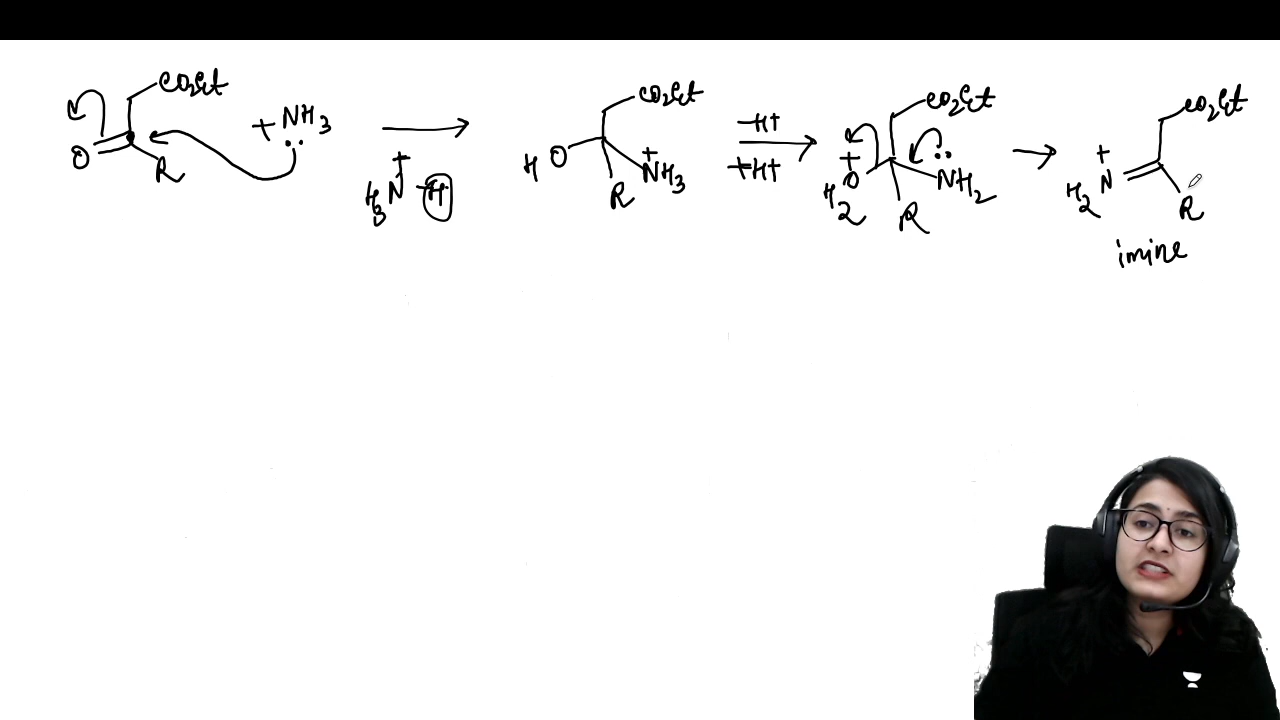 CO₂Et
O
R
+ NH₃
H₃N⁺-H
CO₂Et
HO
R
⁺NH₃
-H+
+H+
CO₂Et
H₂O⁺
NH₂
R
CO₂Et
H₂N⁺
R
imine